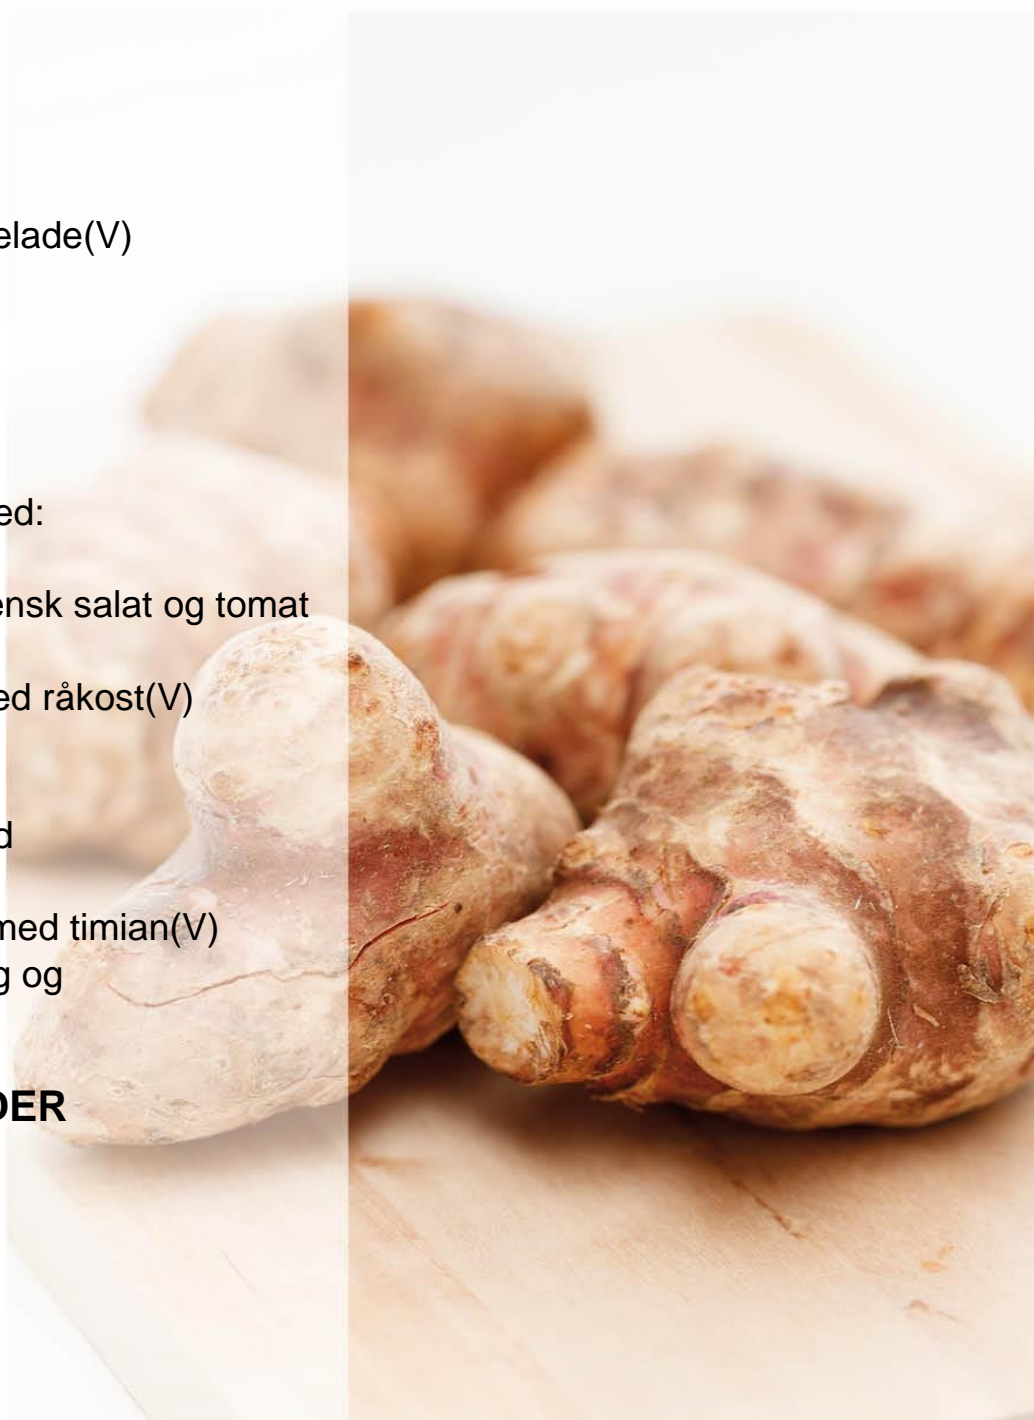 elade(V)
ed:
ensk salat og tomat
ed råkost(V)
d
med timian(V)
g og
DER